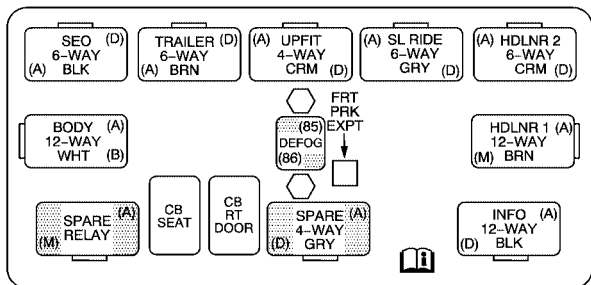 SEO (D)
6-WAY
(A) BLK
TRAILER (D)
6-WAY
(A) BRN
(A) UPFIT
4-WAY
CRM (D)
(A) SL RIDE
6-WAY
GRY (D)
(A) HDLNR 2
6-WAY
CRM (D)
BODY (A)
12-WAY
WHT (B)
(85)
DEFOG
(86)
FRT
PRK
EXPT
HDLNR 1 (A)
12-WAY
(M) BRN
SPARE (A)
(M) RELAY
CB
SEAT
CB
RT
DOOR
SPARE (A)
4-WAY
(D) GRY
INFO (A)
12-WAY
(D) BLK
i